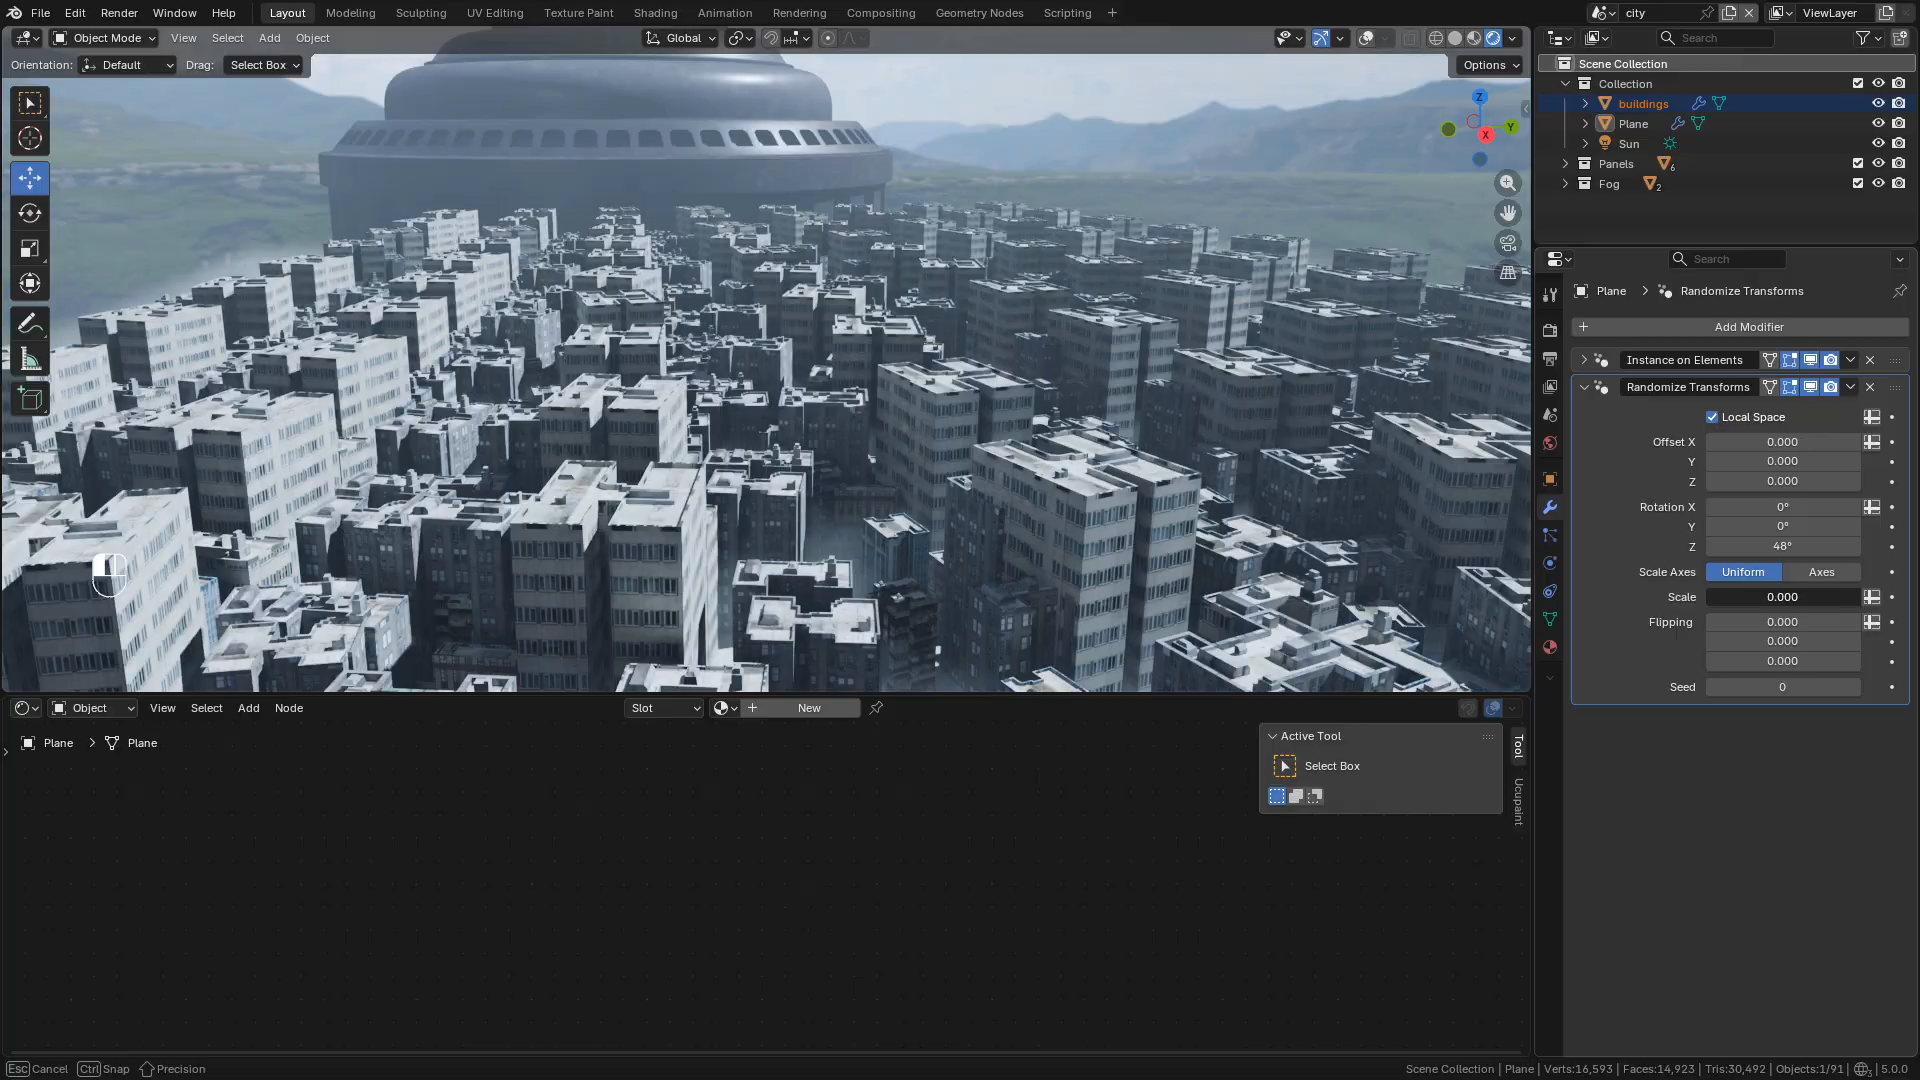 File Edit Render Window Help Layout Modeling Sculpting UV Editing Texture Paint Shading Animation Rendering Compositing Geometry Nodes Scripting + city ViewLayer
Object Mode View Select Add Object Global Search
Orientation: Default Drag: Select Box Options
Scene Collection
Collection
buildings
Plane
Sun
Panels 6
Fog 2
Z
Y
X
Search
Plane > Randomize Transforms
+ Add Modifier
Instance on Elements
Randomize Transforms
Local Space
Offset X 0.000
Y 0.000
Z 0.000
Rotation X 0°
Y 0°
Z 48°
Scale Axes Uniform Axes
Scale 0.000
Flipping 0.000
0.000
0.000
Seed 0
Object View Select Add Node Slot + New
Plane > Plane
Active Tool
Select Box
Tool
Ucupaint
Esc Cancel Ctrl Snap Precision
Scene Collection | Plane | Verts:16,593 | Faces:14,923 | Tris:30,492 | Objects:1/91 | 3 | 5.0.0